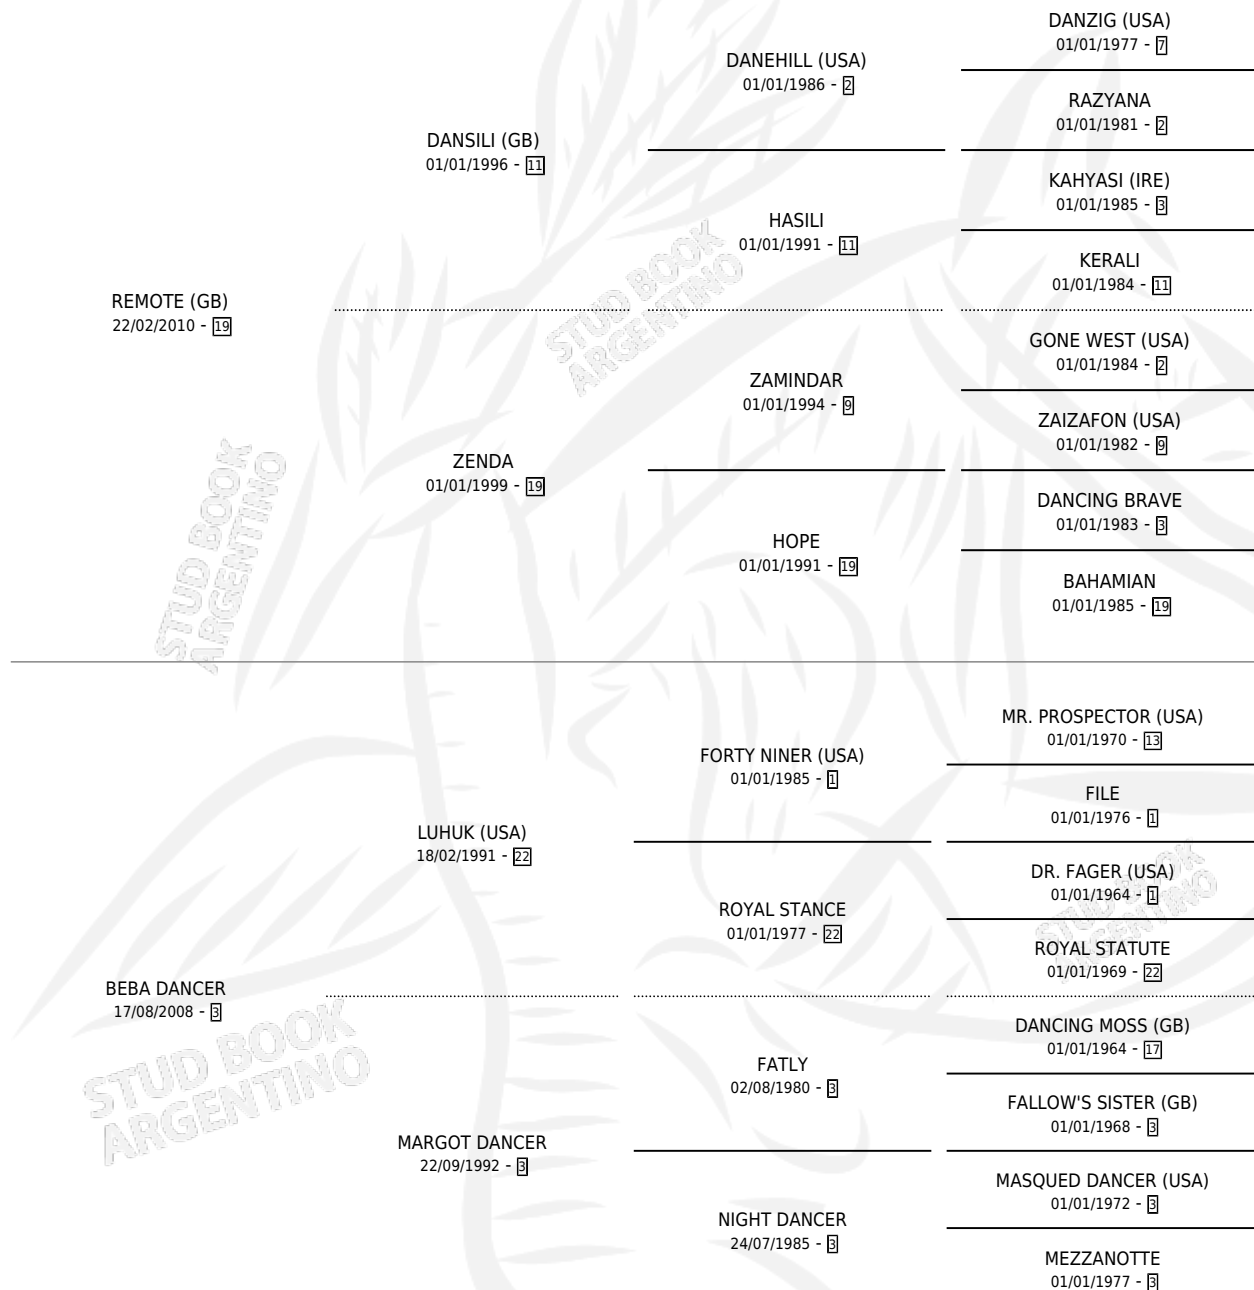 DANZIG (USA)
01/01/1977 - 7
DANEHILL (USA)
01/01/1986 - 2
RAZYANA
01/01/1981 - 2
DANSILI (GB)
01/01/1996 - 11
KAHYASI (IRE)
01/01/1985 - 3
HASILI
01/01/1991 - 11
KERALI
01/01/1984 - 11
REMOTE (GB)
22/02/2010 - 19
GONE WEST (USA)
01/01/1984 - 2
ZAMINDAR
01/01/1994 - 9
ZAIZAFON (USA)
01/01/1982 - 9
ZENDA
01/01/1999 - 19
DANCING BRAVE
01/01/1983 - 3
HOPE
01/01/1991 - 19
BAHAMIAN
01/01/1985 - 19
MR. PROSPECTOR (USA)
01/01/1970 - 13
FORTY NINER (USA)
01/01/1985 - 1
FILE
01/01/1976 - 1
LUHUK (USA)
18/02/1991 - 22
DR. FAGER (USA)
01/01/1964 - 1
ROYAL STANCE
01/01/1977 - 22
ROYAL STATUTE
01/01/1969 - 22
BEBA DANCER
17/08/2008 - 3
DANCING MOSS (GB)
01/01/1964 - 17
FATLY
02/08/1980 - 3
FALLOW'S SISTER (GB)
01/01/1968 - 3
MARGOT DANCER
22/09/1992 - 3
MASQUED DANCER (USA)
01/01/1972 - 3
NIGHT DANCER
24/07/1985 - 3
MEZZANOTTE
01/01/1977 - 3
STUD BOOK
ARGENTINO
STUD BOOK
ARGENTINO
STUD BOOK
ARGENTINO
STUD BOOK
ARGENTINO